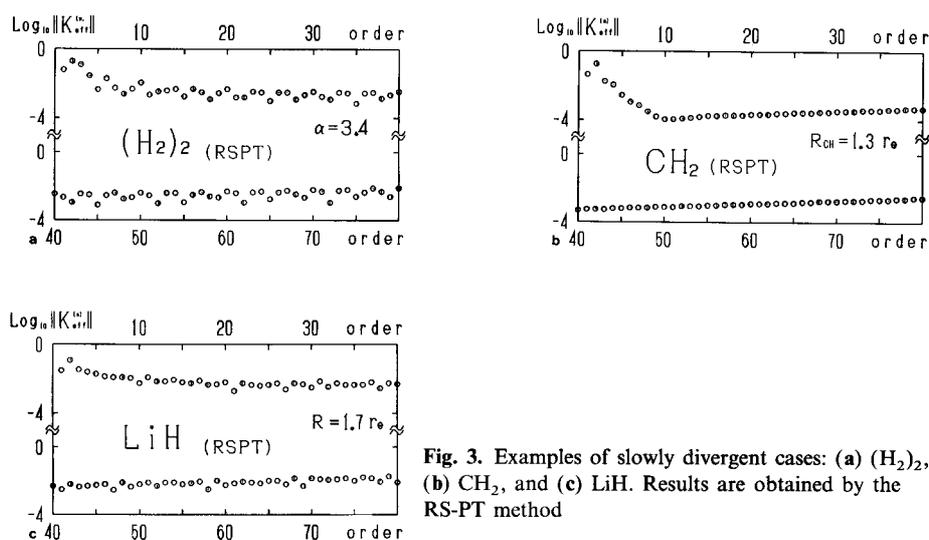 Log₁₀‖K⁽ⁿ⁾eff‖ 10 20 30 order
0
-4
(H2)2 (RSPT) α=3.4
0
-4
a 40 50 60 70 order
Log₁₀‖K⁽ⁿ⁾eff‖ 10 20 30 order
0
-4
CH2 (RSPT) RCH=1.3 re
0
-4
b 40 50 60 70 order
Log₁₀‖K⁽ⁿ⁾eff‖ 10 20 30 order
0
-4
LiH (RSPT) R=1.7 re
0
-4
c 40 50 60 70 order
Fig. 3. Examples of slowly divergent cases: (a) (H₂)₂,
(b) CH₂, and (c) LiH. Results are obtained by the
RS-PT method